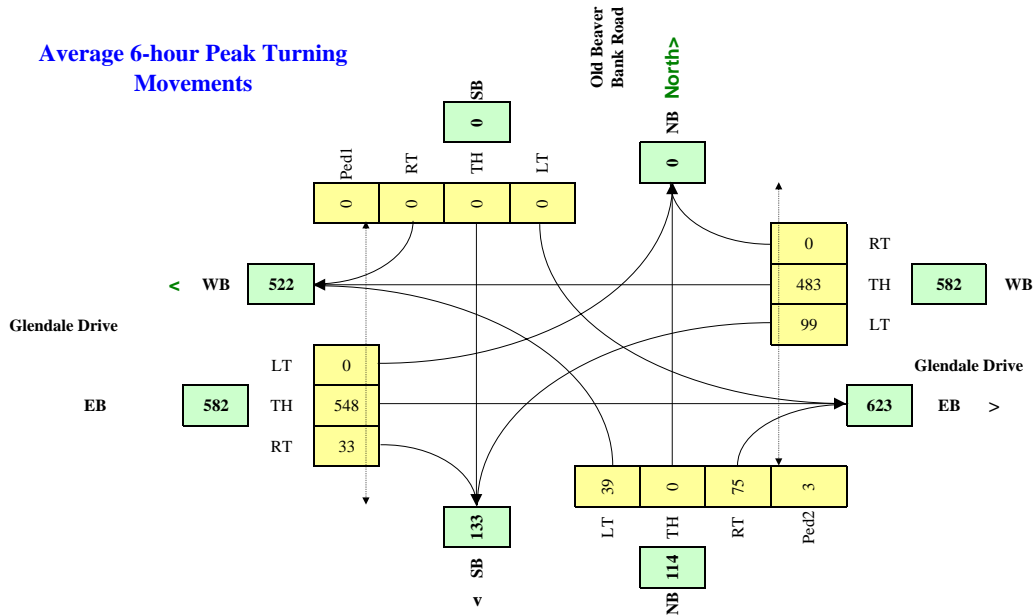 Average 6-hour Peak Turning
Movements
Old Beaver
Bank Road
North>
SB
0
NB
0
Ped1
RT
TH
LT
0
0
0
0
< WB 522
0 RT
483 TH 582 WB
99 LT
Glendale Drive
Glendale Drive
LT 0
EB 582 TH 548
RT 33
623 EB >
39
0
75
3
LT
TH
RT
Ped2
133
SB
v
114
NB